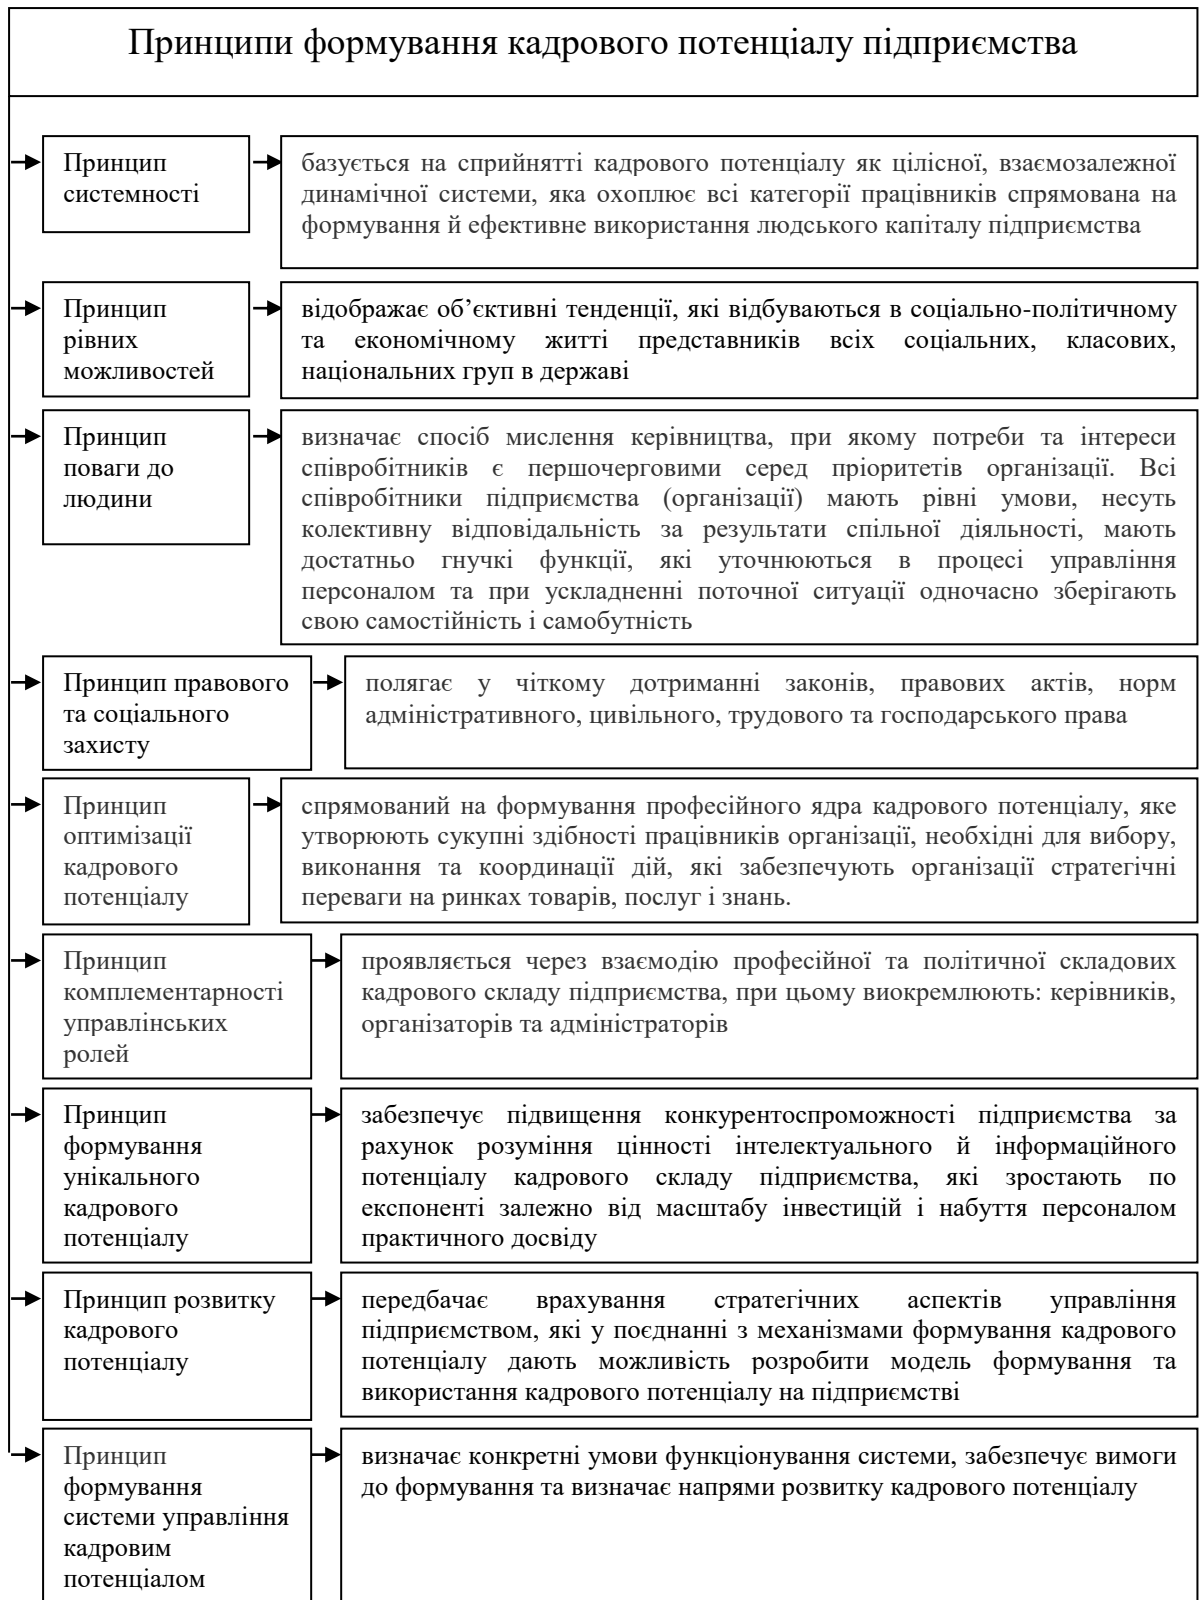 Принципи формування кадрового потенціалу підприємства
Принцип
системності
базується на сприйнятті кадрового потенціалу як цілісної, взаємозалежної
динамічної системи, яка охоплює всі категорії працівників спрямована на
формування й ефективне використання людського капіталу підприємства
Принцип
рівних
можливостей
відображає об’єктивні тенденції, які відбуваються в соціально-політичному
та економічному житті представників всіх соціальних, класових,
національних груп в державі
Принцип
поваги до
людини
визначає спосіб мислення керівництва, при якому потреби та інтереси
співробітників є першочерговими серед пріоритетів організації. Всі
співробітники підприємства (організації) мають рівні умови, несуть
колективну відповідальність за результати спільної діяльності, мають
достатньо гнучкі функції, які уточнюються в процесі управління
персоналом та при ускладненні поточної ситуації одночасно зберігають
свою самостійність і самобутність
Принцип правового
та соціального
захисту
полягає у чіткому дотриманні законів, правових актів, норм
адміністративного, цивільного, трудового та господарського права
Принцип
оптимізації
кадрового
потенціалу
спрямований на формування професійного ядра кадрового потенціалу, яке
утворюють сукупні здібності працівників організації, необхідні для вибору,
виконання та координації дій, які забезпечують організації стратегічні
переваги на ринках товарів, послуг і знань.
Принцип
комплементарності
управлінських
ролей
проявляється через взаємодію професійної та політичної складових
кадрового складу підприємства, при цьому виокремлюють: керівників,
організаторів та адміністраторів
Принцип
формування
унікального
кадрового
потенціалу
забезпечує підвищення конкурентоспроможності підприємства за
рахунок розуміння цінності інтелектуального й інформаційного
потенціалу кадрового складу підприємства, які зростають по
експоненті залежно від масштабу інвестицій і набуття персоналом
практичного досвіду
Принцип розвитку
кадрового
потенціалу
передбачає врахування стратегічних аспектів управління
підприємством, які у поєднанні з механізмами формування кадрового
потенціалу дають можливість розробити модель формування та
використання кадрового потенціалу на підприємстві
Принцип
формування
системи управління
кадровим
потенціалом
визначає конкретні умови функціонування системи, забезпечує вимоги
до формування та визначає напрями розвитку кадрового потенціалу